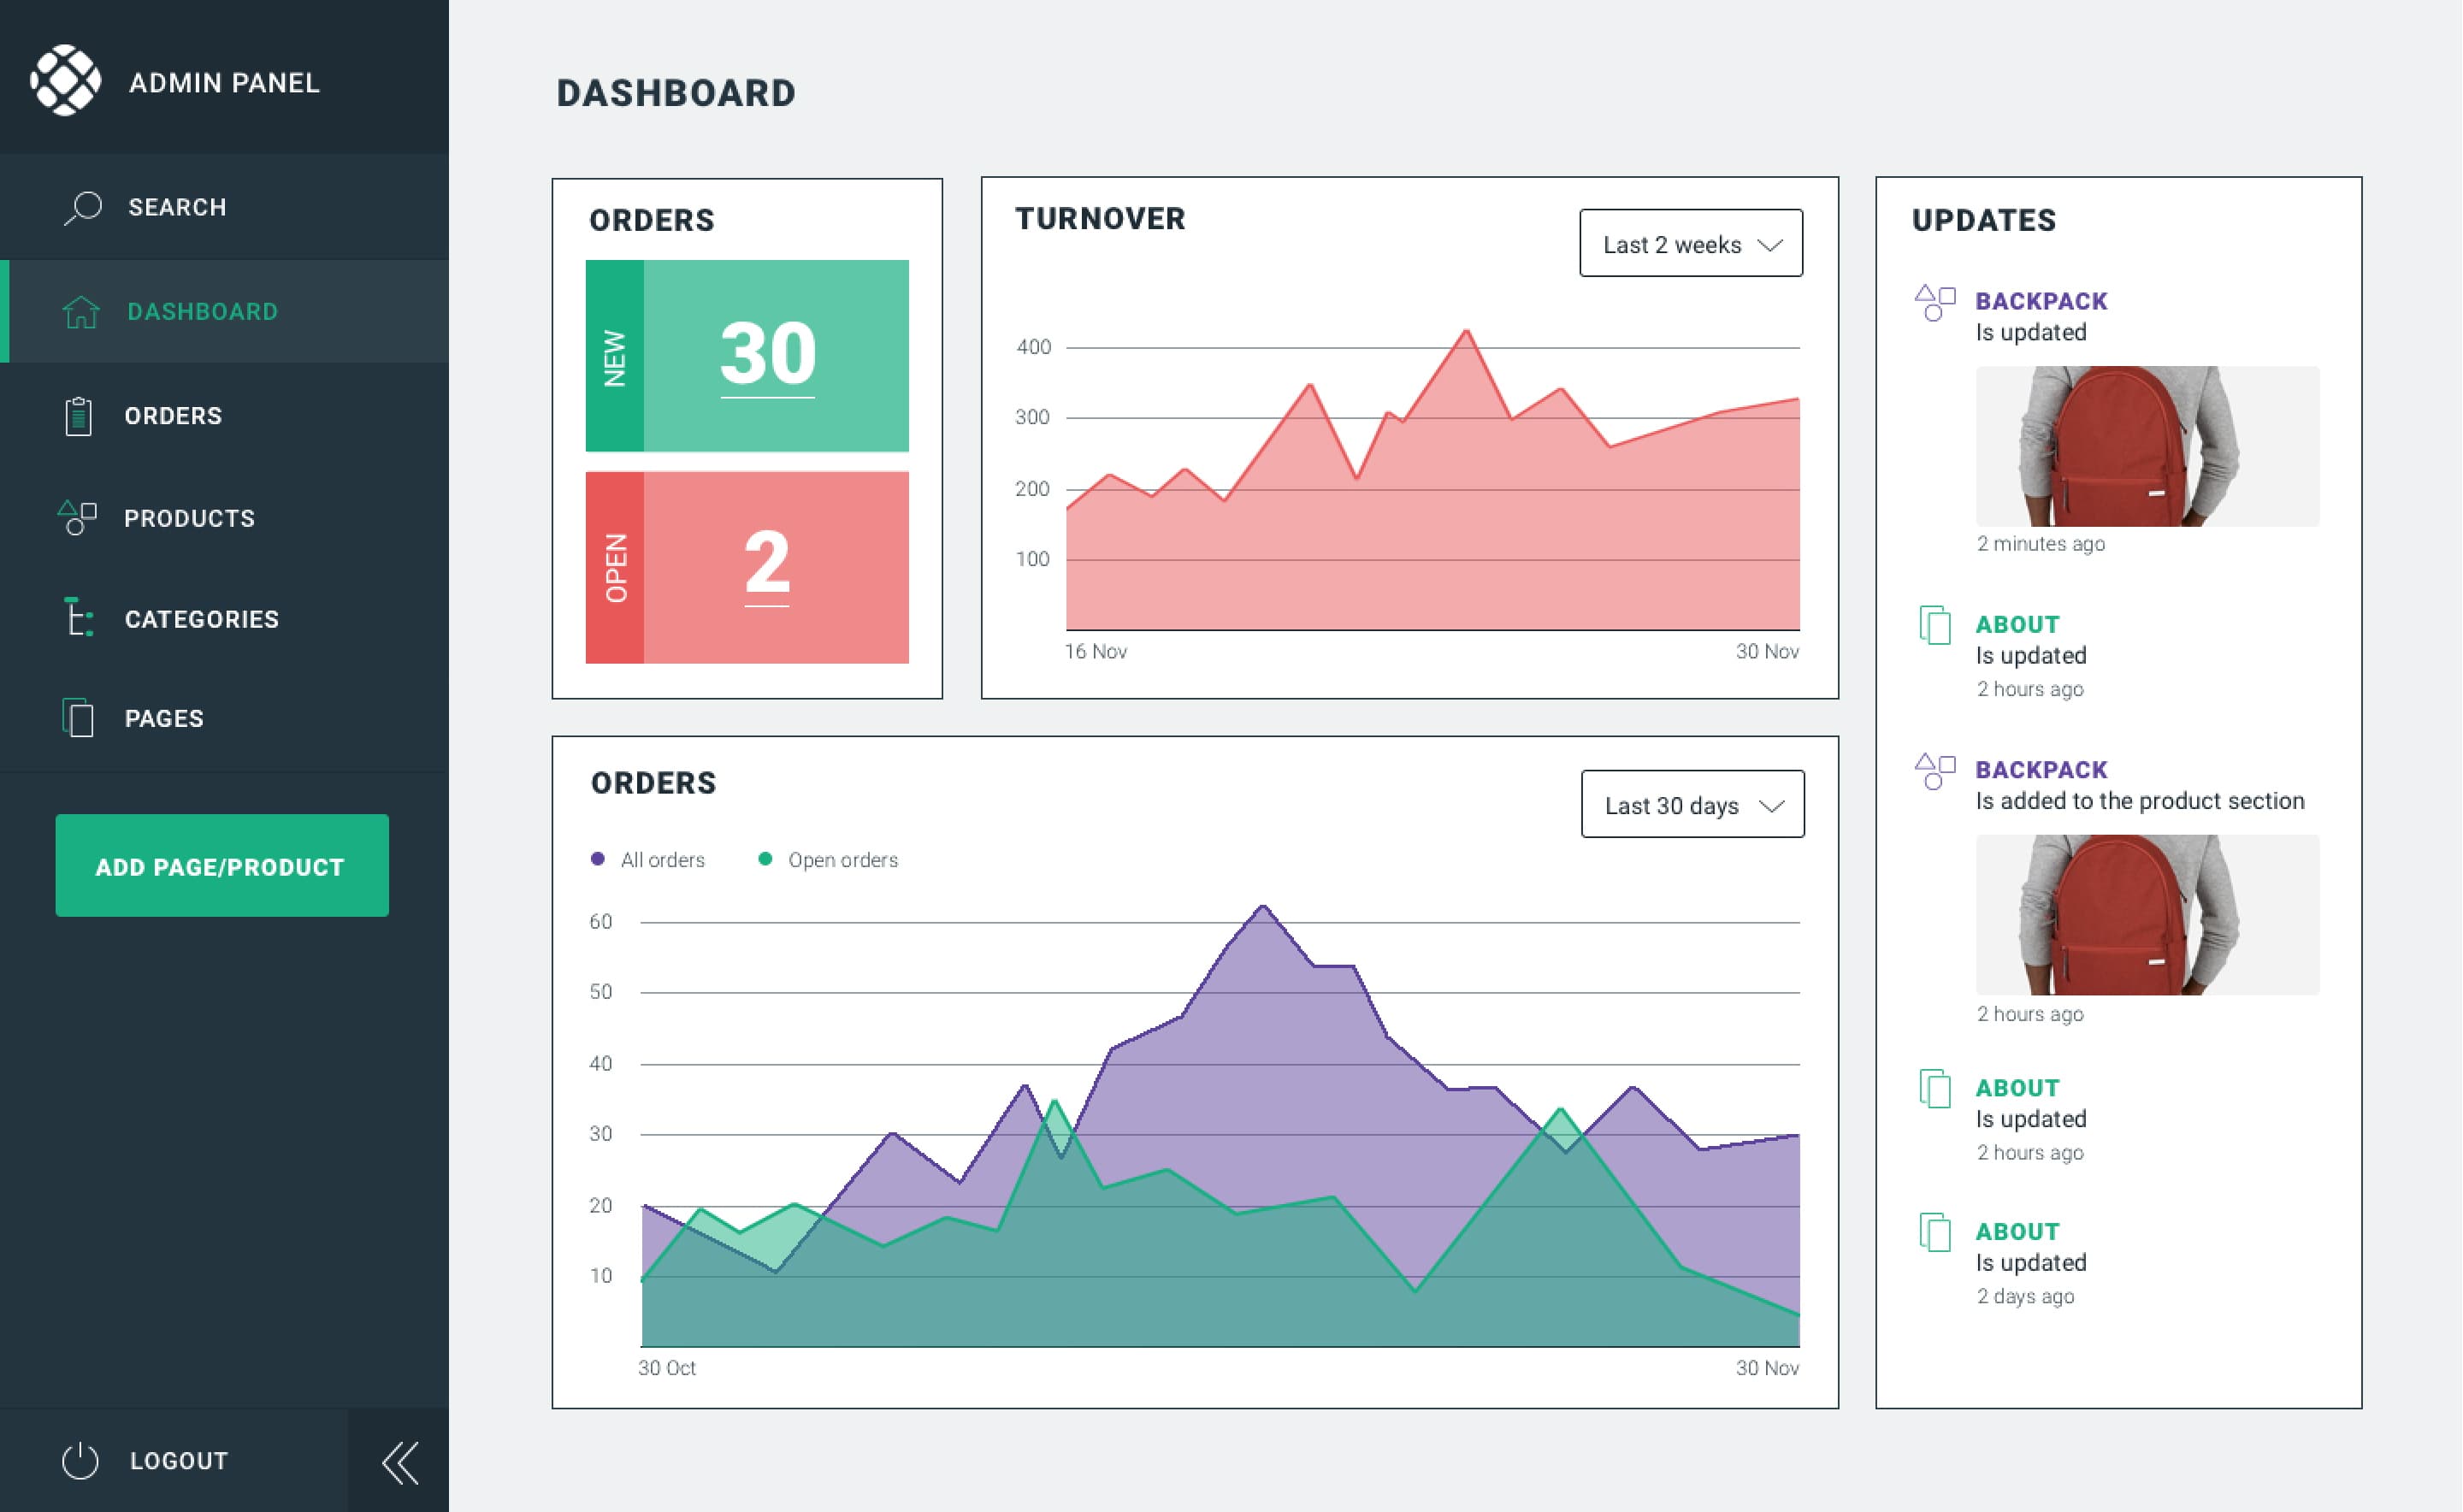 ADMIN PANEL
SEARCH
DASHBOARD
ORDERS
PRODUCTS
CATEGORIES
PAGES
ADD PAGE/PRODUCT
LOGOUT
DASHBOARD
ORDERS
NEW
30
OPEN
2
TURNOVER
Last 2 weeks
400
300
200
100
16 Nov
30 Nov
ORDERS
Last 30 days
All orders
Open orders
60
50
40
30
20
10
30 Oct
30 Nov
UPDATES
BACKPACK
Is updated
2 minutes ago
ABOUT
Is updated
2 hours ago
BACKPACK
Is added to the product section
2 hours ago
ABOUT
Is updated
2 hours ago
ABOUT
Is updated
2 days ago